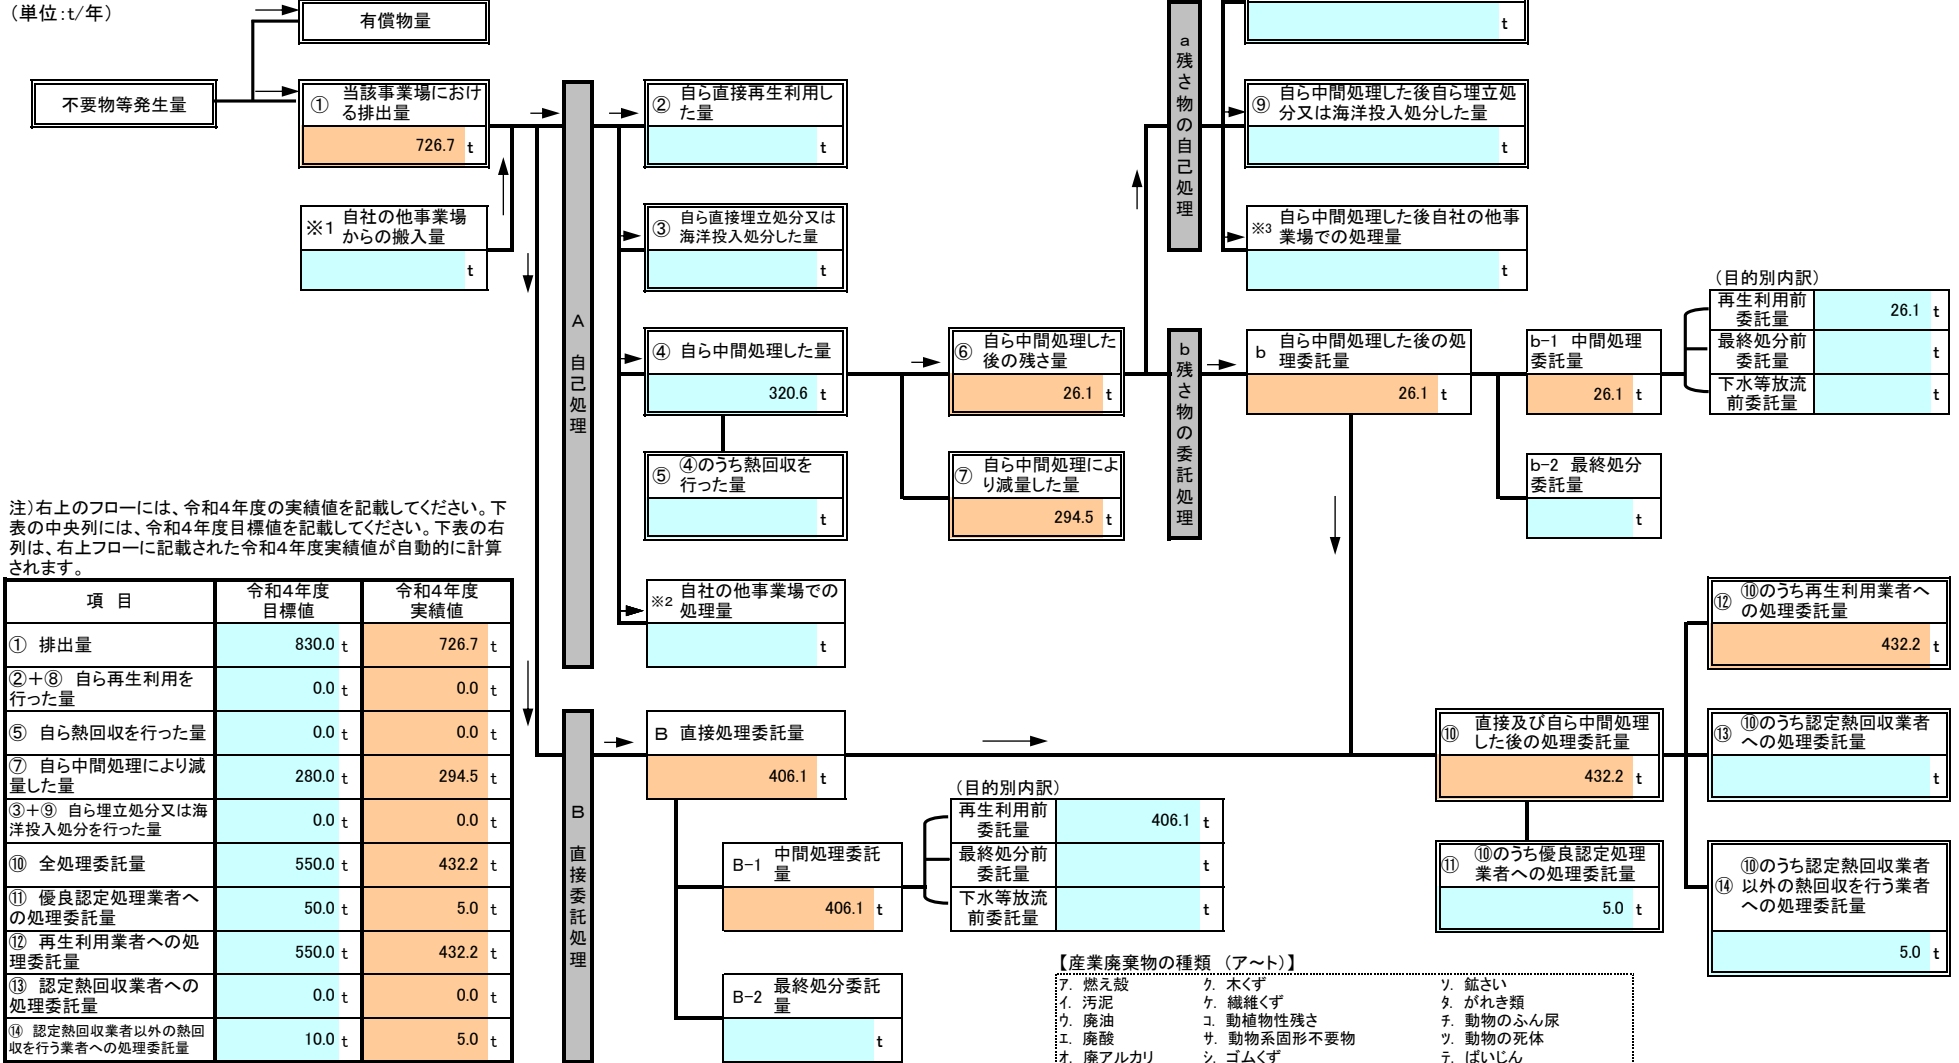 (単位:t/年)
有償物量
不要物等発生量
① 当該事業場におけ
る排出量
726.7 t
※1 自社の他事業場
からの搬入量
t
A 自己処理
② 自ら直接再生利用し
た量
t
③ 自ら直接埋立処分又は
海洋投入処分した量
t
④ 自ら中間処理した量
320.6 t
⑤ ④のうち熱回収を
行った量
t
※2 自社の他事業場での
処理量
t
⑥ 自ら中間処理した
後の残さ量
26.1 t
⑦ 自ら中間処理によ
り減量した量
294.5 t
a 残さ物の自己処理
t
⑨ 自ら中間処理した後自ら埋立処
分又は海洋投入処分した量
t
※3 自ら中間処理した後自社の他事
業場での処理量
t
b 残さ物の委託処理
b 自ら中間処理した後の処
理委託量
26.1 t
b-1 中間処理
委託量
26.1 t
b-2 最終処分
委託量
t
(目的別内訳)
再生利用前
委託量
26.1 t
最終処分前
委託量
t
下水等放流
前委託量
t
注)右上のフローには、令和4年度の実績値を記載してください。下
表の中央列には、令和4年度目標値を記載してください。下表の右
列は、右上フローに記載された令和4年度実績値が自動的に計算
されます。
項 目 令和4年度 令和4年度
目標値 実績値
① 排出量 830.0 t 726.7 t
②+⑧ 自ら再生利用を
行った量 0.0 t 0.0 t
⑤ 自ら熱回収を行った量 0.0 t 0.0 t
⑦ 自ら中間処理により減
量した量 280.0 t 294.5 t
③+⑨ 自ら埋立処分又は海
洋投入処分を行った量 0.0 t 0.0 t
⑩ 全処理委託量 550.0 t 432.2 t
⑪ 優良認定処理業者へ
の処理委託量 50.0 t 5.0 t
⑫ 再生利用業者への処
理委託量 550.0 t 432.2 t
⑬ 認定熱回収業者への
処理委託量 0.0 t 0.0 t
⑭ 認定熱回収業者以外の熱回
収を行う業者への処理委託量 10.0 t 5.0 t
B 直接委託処理
B 直接処理委託量
406.1 t
B-1 中間処理委託
量
406.1 t
B-2 最終処分委託
量
t
(目的別内訳)
再生利用前
委託量
406.1 t
最終処分前
委託量
t
下水等放流
前委託量
t
⑩ 直接及び自ら中間処理
した後の処理委託量
432.2 t
⑪ ⑩のうち優良認定処理
業者への処理委託量
5.0 t
⑫ ⑩のうち再生利用業者へ
の処理委託量
432.2 t
⑬ ⑩のうち認定熱回収業者
への処理委託量
t
⑭ ⑩のうち認定熱回収業者
以外の熱回収を行う業者
への処理委託量
5.0 t
【産業廃棄物の種類 (ア~ト)】
ア. 燃え殻 ク. 木くず ソ. 鉱さい
イ. 汚泥 ケ. 繊維くず タ. がれき類
ウ. 廃油 コ. 動植物性残さ チ. 動物のふん尿
エ. 廃酸 サ. 動物系固形不要物 ツ. 動物の死体
オ. 廃アルカリ シ. ゴムくず テ. ばいじん